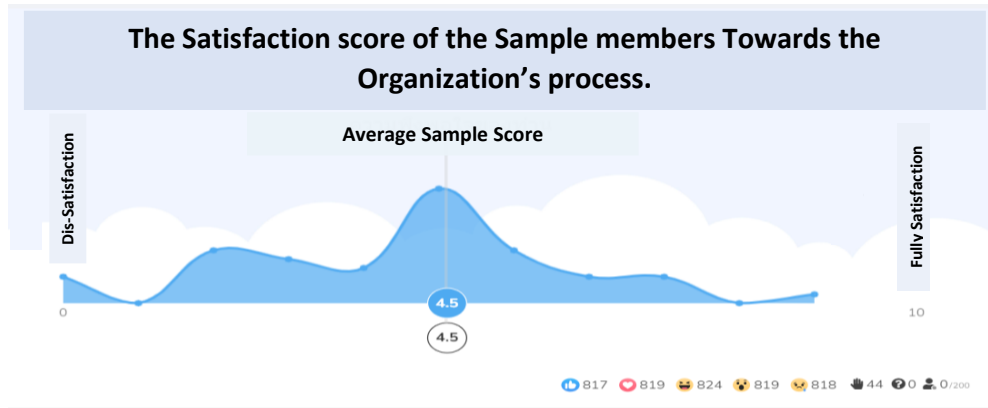 The Satisfaction score of the Sample members Towards the
Organization’s process.
Average Sample Score
Dis-Satisfaction
Fully Satisfaction
4.5
0
10
4.5
817 819 824 819 818 44 0 0/200